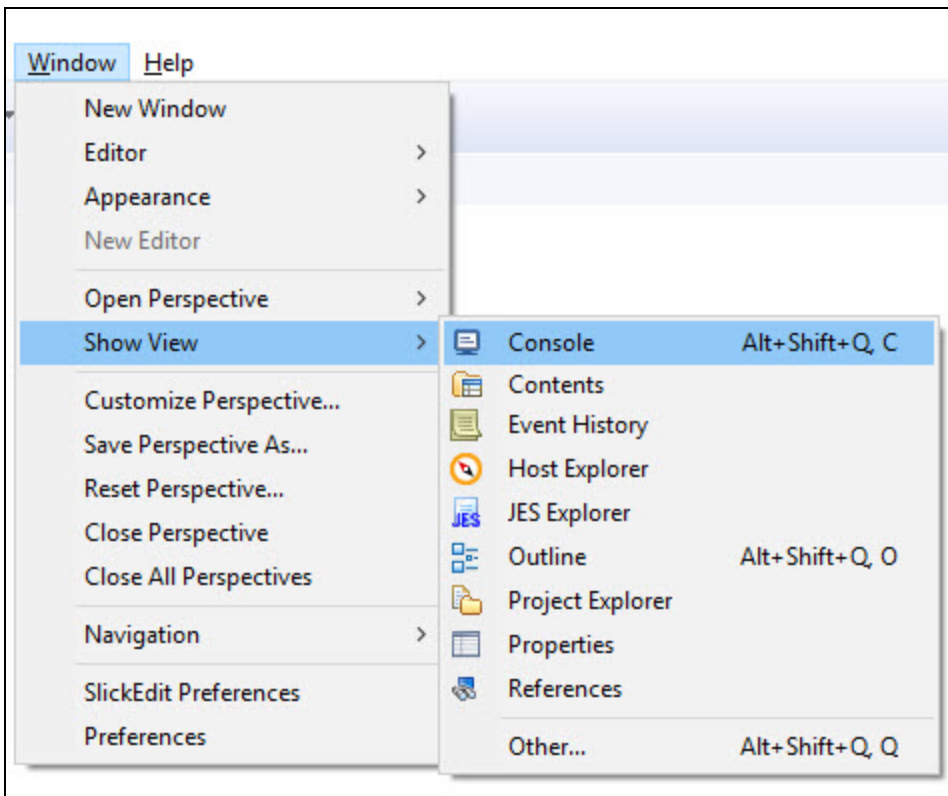 Window Help
New Window
Editor
Appearance
New Editor
Open Perspective
Show View
Customize Perspective...
Save Perspective As...
Reset Perspective...
Close Perspective
Close All Perspectives
Navigation
SlickEdit Preferences
Preferences
Console Alt+Shift+Q, C
Contents
Event History
Host Explorer
JES JES Explorer
Outline Alt+Shift+Q, O
Project Explorer
Properties
References
Other... Alt+Shift+Q, Q